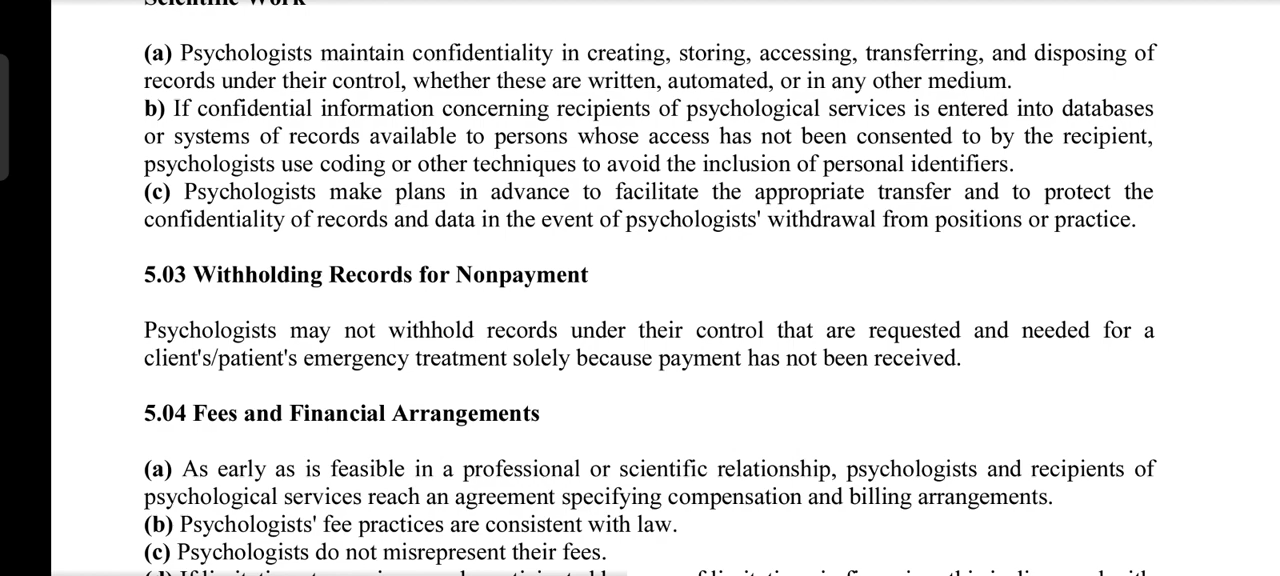 Scientific Work
(a) Psychologists maintain confidentiality in creating, storing, accessing, transferring, and disposing of
records under their control, whether these are written, automated, or in any other medium.
b) If confidential information concerning recipients of psychological services is entered into databases
or systems of records available to persons whose access has not been consented to by the recipient,
psychologists use coding or other techniques to avoid the inclusion of personal identifiers.
(c) Psychologists make plans in advance to facilitate the appropriate transfer and to protect the
confidentiality of records and data in the event of psychologists' withdrawal from positions or practice.
5.03 Withholding Records for Nonpayment
Psychologists may not withhold records under their control that are requested and needed for a
client's/patient's emergency treatment solely because payment has not been received.
5.04 Fees and Financial Arrangements
(a) As early as is feasible in a professional or scientific relationship, psychologists and recipients of
psychological services reach an agreement specifying compensation and billing arrangements.
(b) Psychologists' fee practices are consistent with law.
(c) Psychologists do not misrepresent their fees.